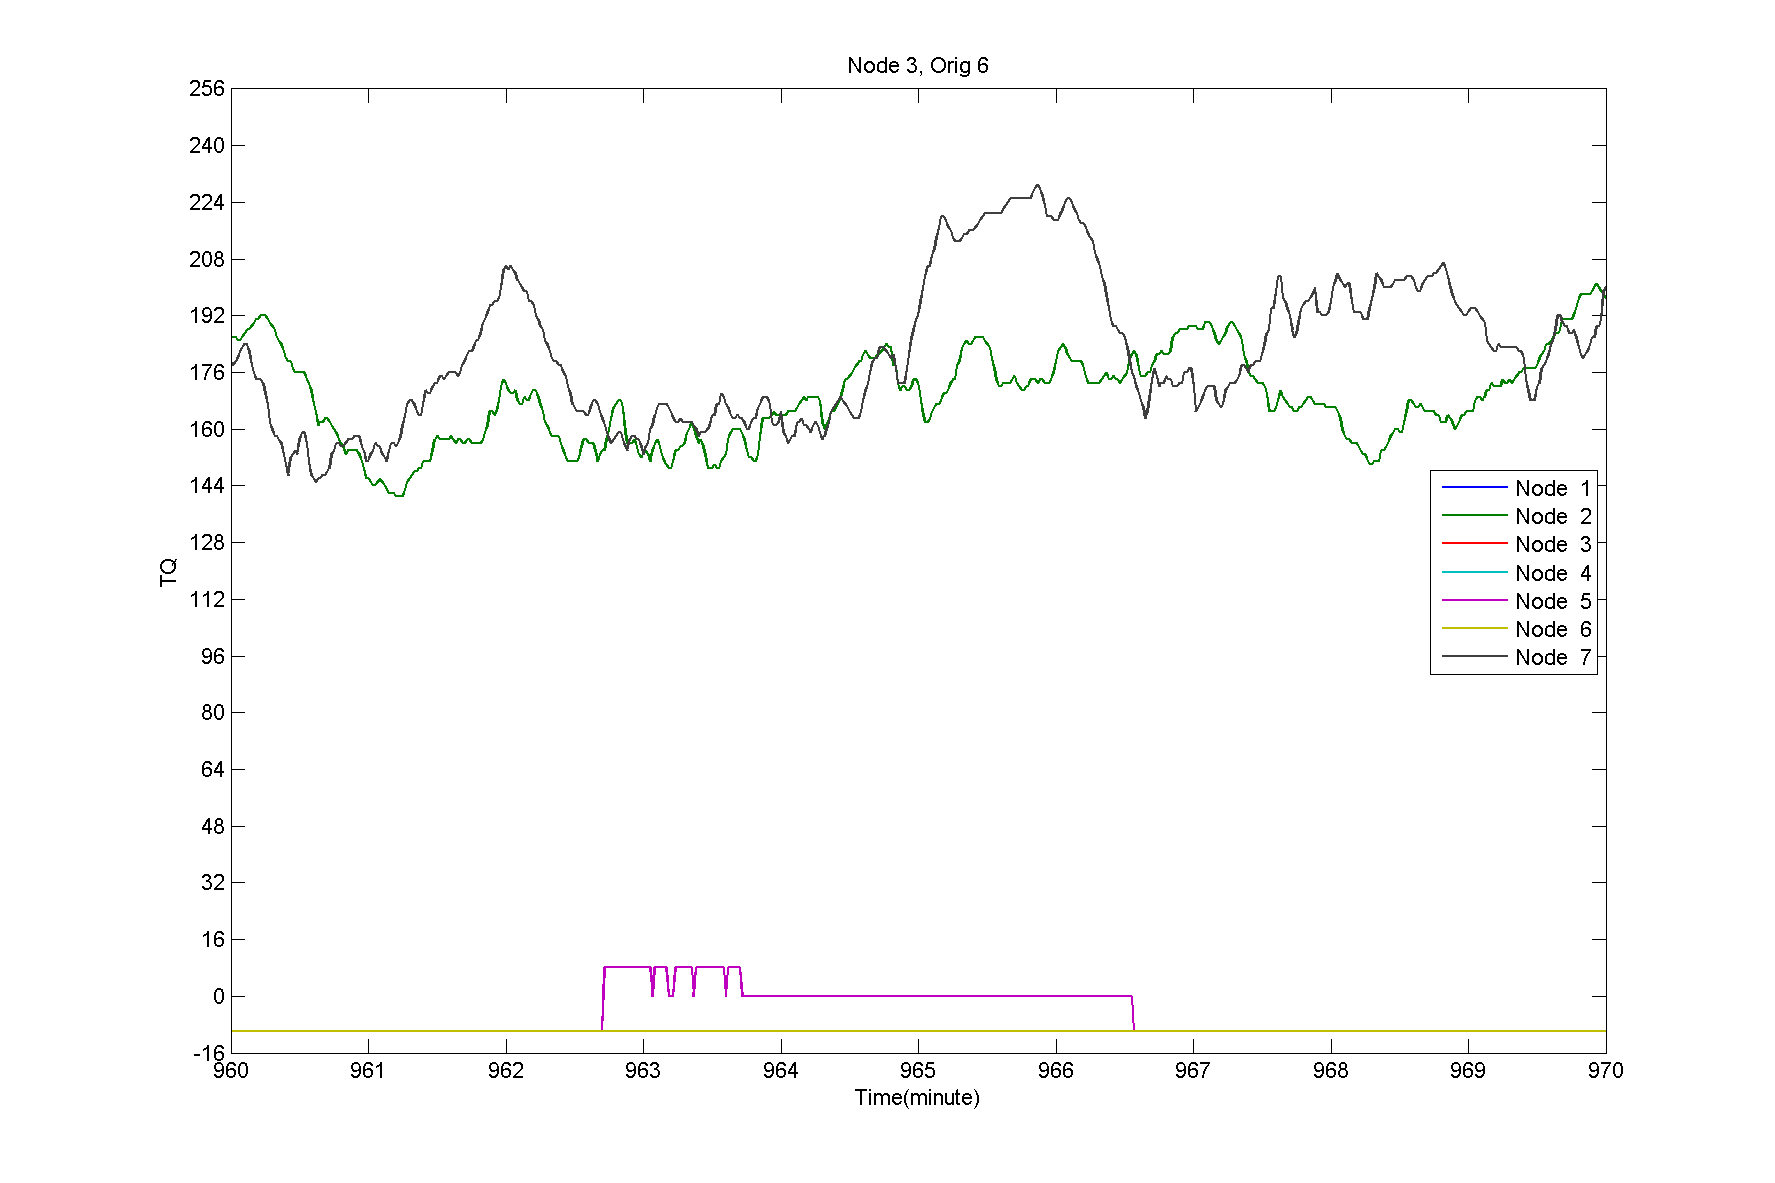 Node 3, Orig 6
256
240
224
208
192
176
160
144
128
112
96
80
64
48
32
16
0
-16
TQ
Node 1
Node 2
Node 3
Node 4
Node 5
Node 6
Node 7
960 961 962 963 964 965 966 967 968 969 970
Time(minute)